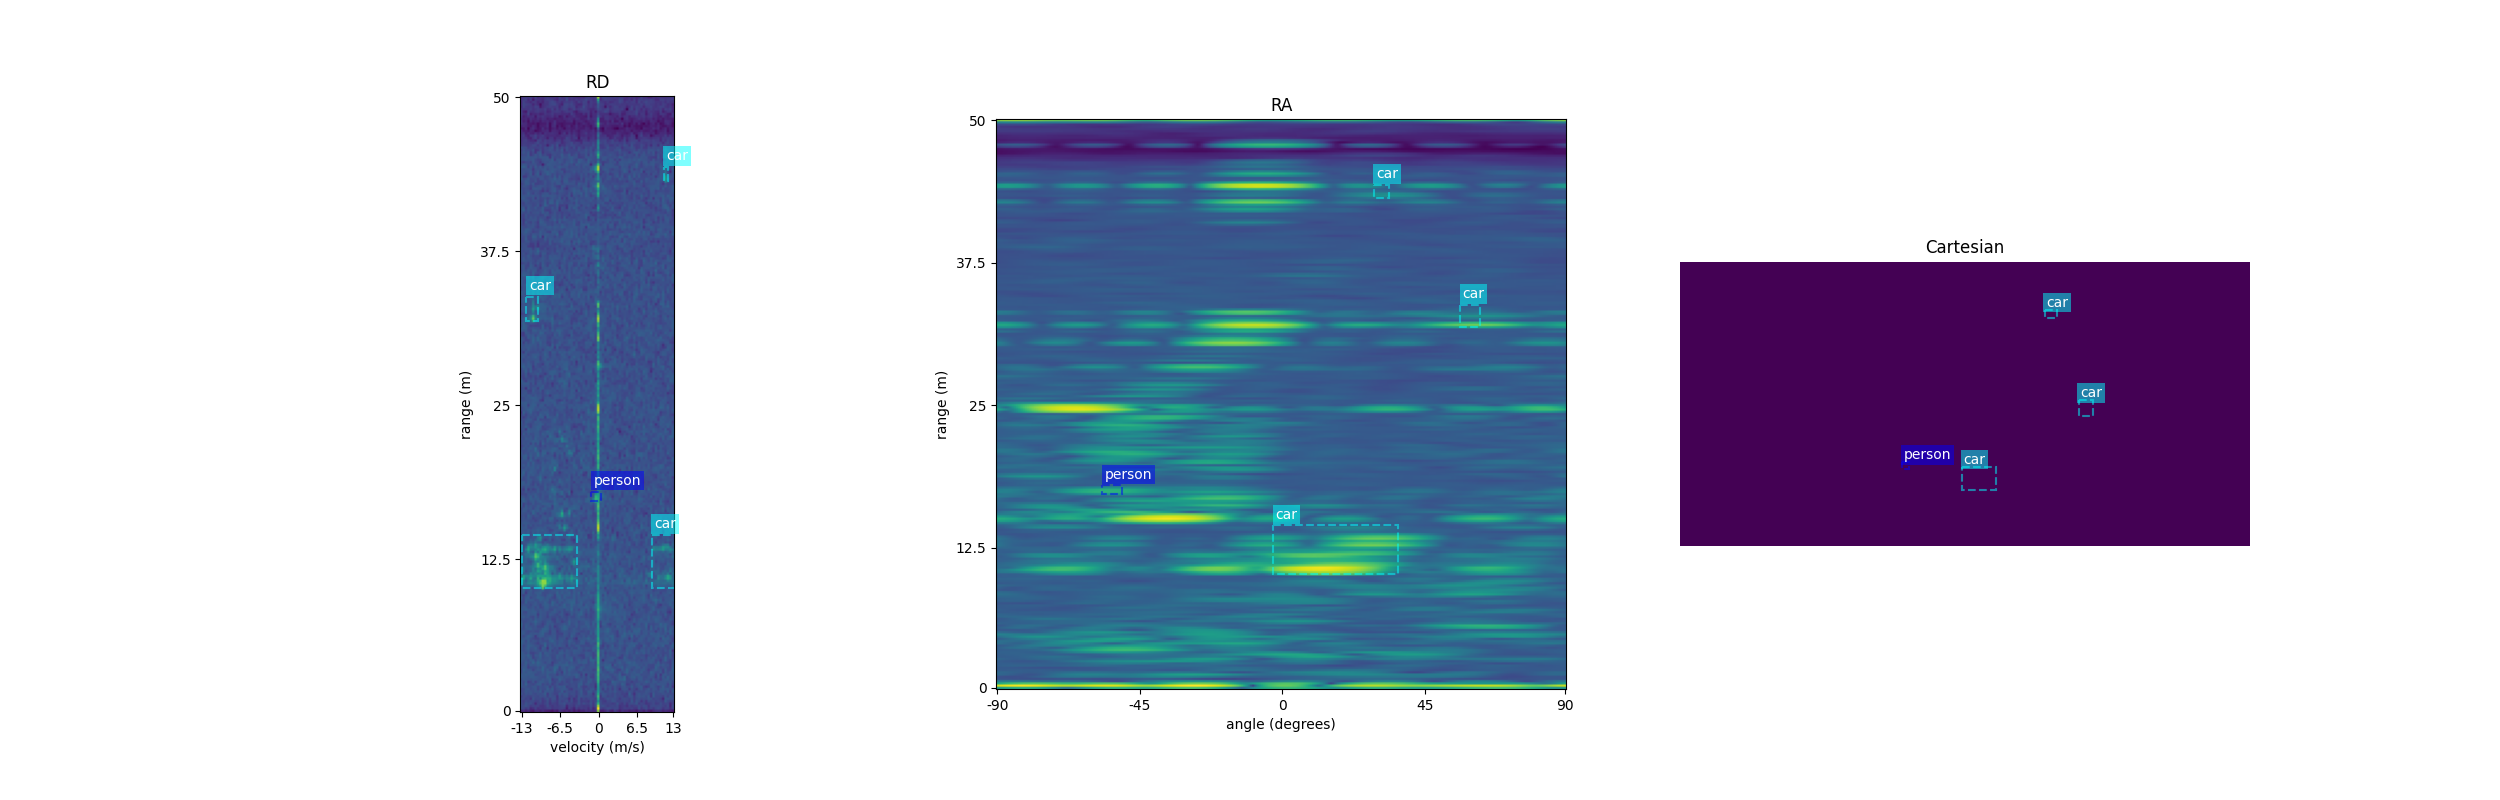 RD
50
37.5
25
12.5
0
range (m)
-13
-6.5
0
6.5
13
velocity (m/s)
car
car
person
car
RA
50
37.5
25
12.5
0
range (m)
-90
-45
0
45
90
angle (degrees)
car
car
person
car
Cartesian
car
car
person
car